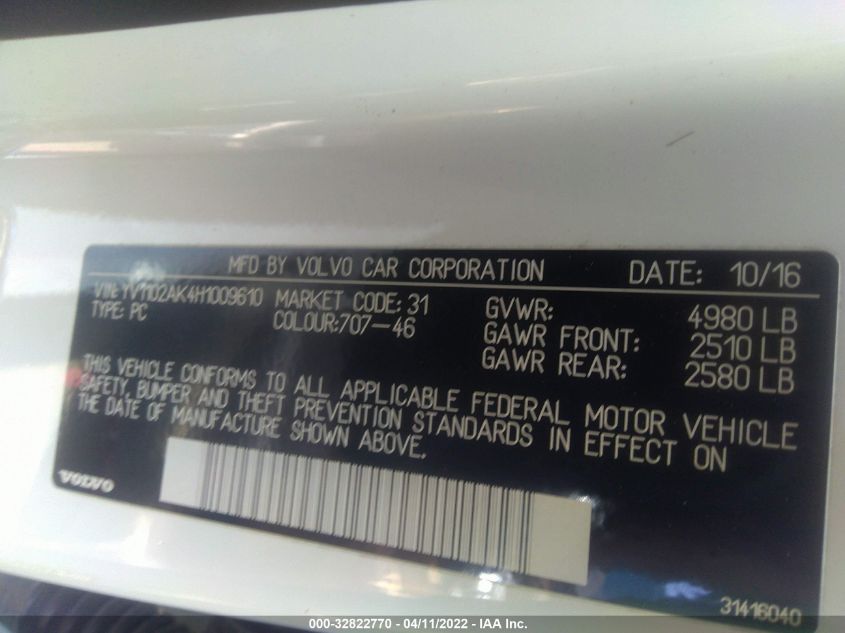 MFD BY VOLVO CAR CORPORATION DATE: 10/16
VIN: YV1102AK4H1009610 MARKET CODE: 31 GVWR: 4980 LB
TYPE: PC COLOUR:707-46 GAWR FRONT: 2510 LB
GAWR REAR: 2580 LB
THIS VEHICLE CONFORMS TO ALL APPLICABLE FEDERAL MOTOR VEHICLE
SAFETY, BUMPER AND THEFT PREVENTION STANDARDS IN EFFECT ON
THE DATE OF MANUFACTURE SHOWN ABOVE.
VOLVO
31416040
000-32822770 - 04/11/2022 - IAA Inc.